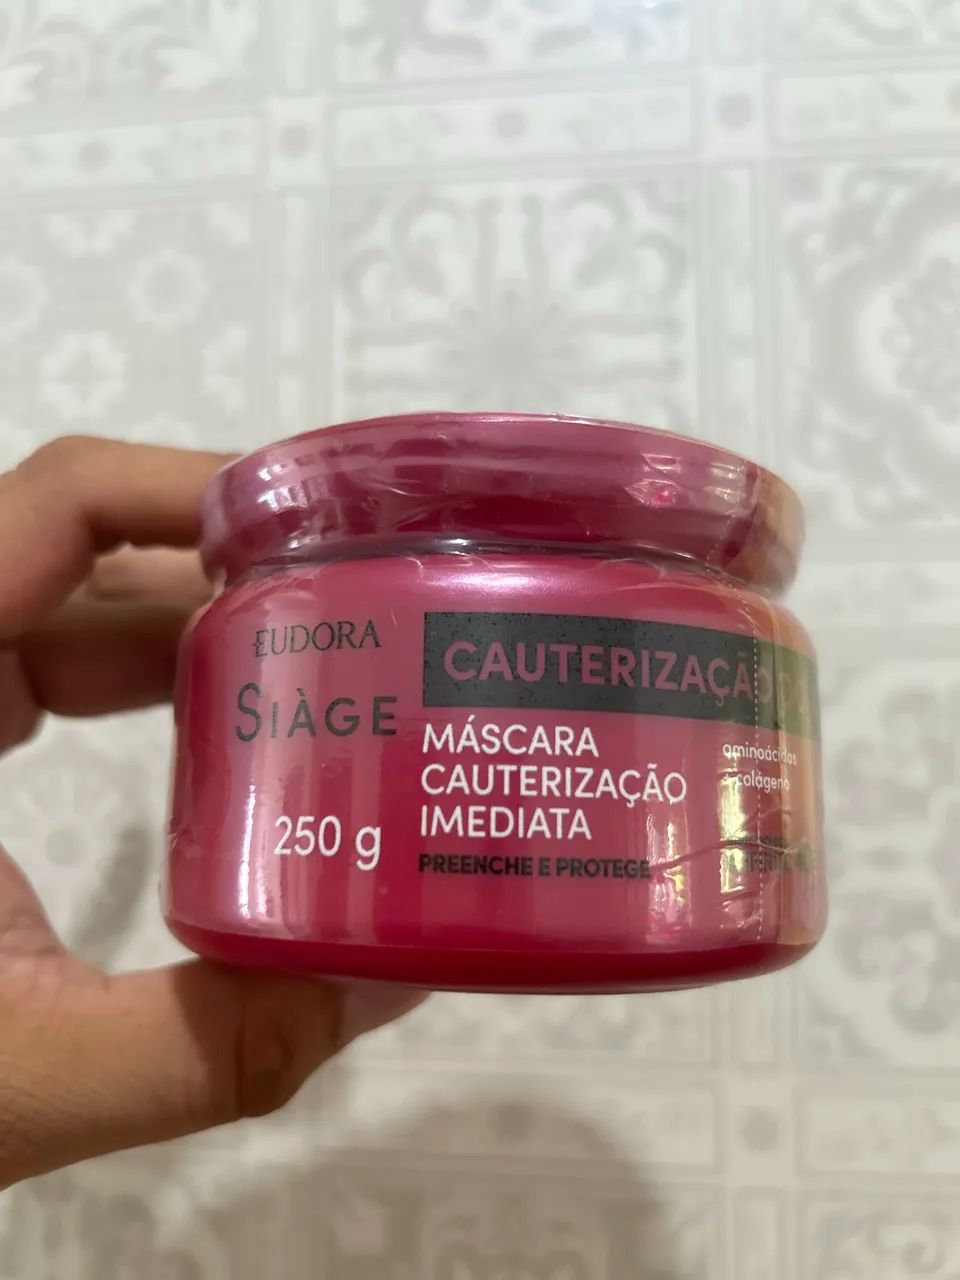 EUDORA
SIÀGE
250 g
CAUTERIZAÇÃO
MÁSCARA
CAUTERIZAÇÃO
IMEDIATA
PREENCHE E PROTEGE
aminoácidos
+ colágeno